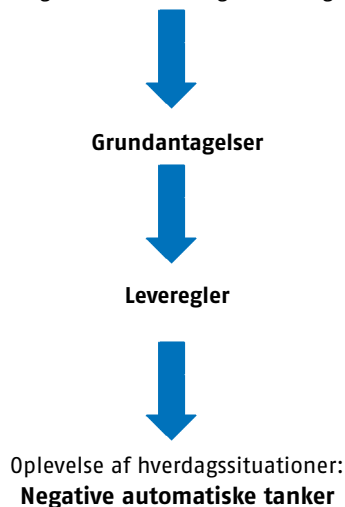 Grundantagelser
Leveregler
Oplevelse af hverdagssituationer:
Negative automatiske tanker